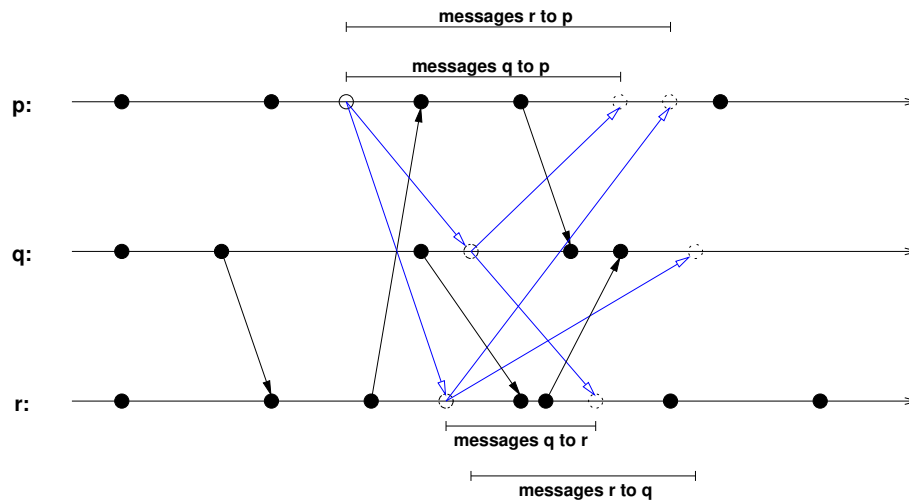 messages r to p
messages q to p
p:
q:
r:
messages q to r
messages r to q